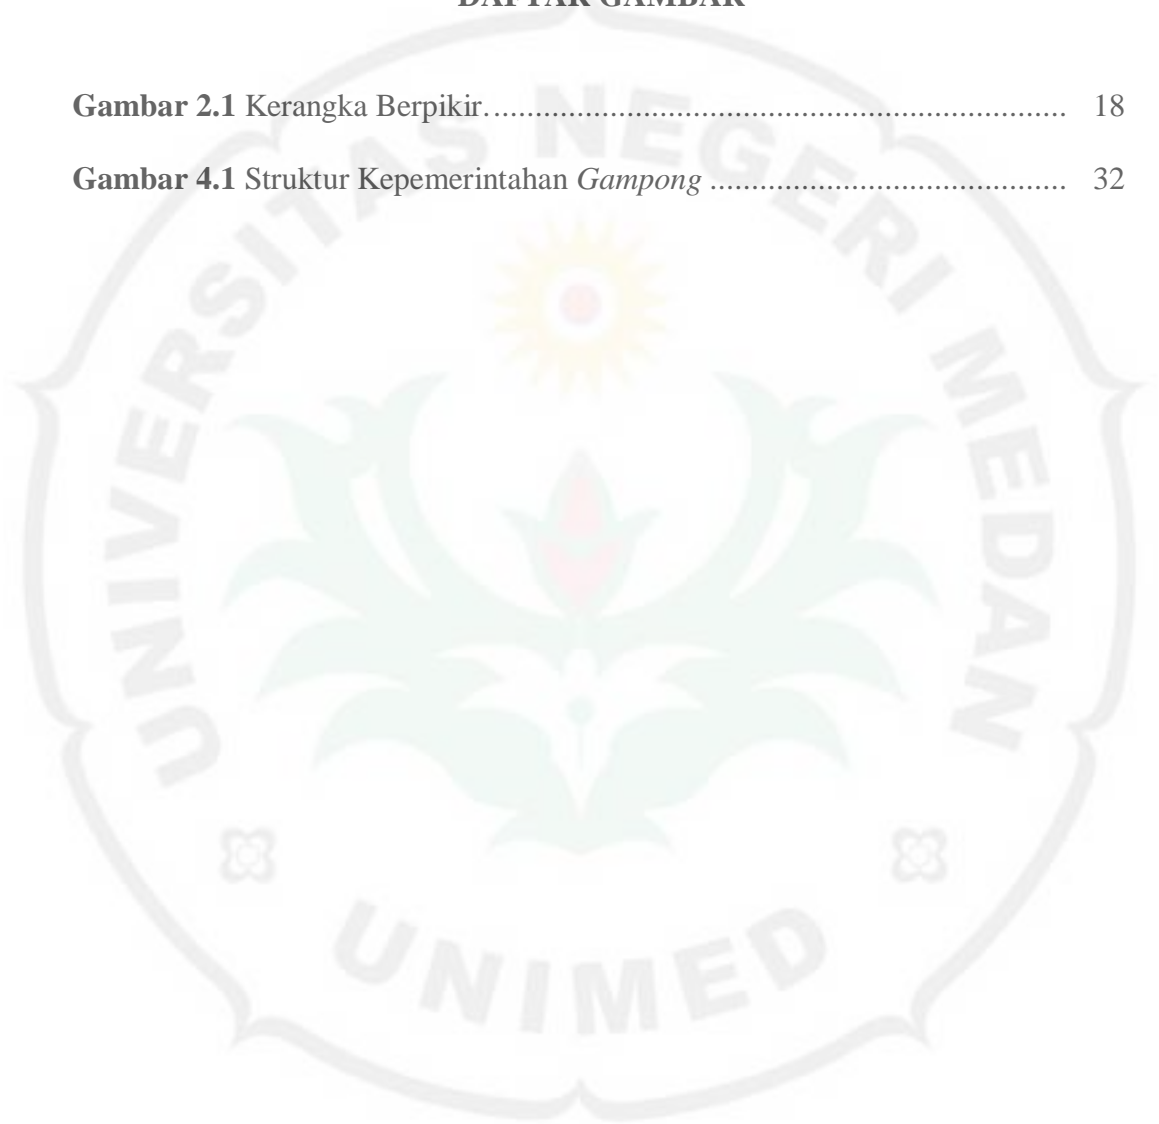 DAFTAR GAMBAR
Gambar 2.1 Kerangka Berpikir....................................................................... 18
Gambar 4.1 Struktur Kepemerintahan Gampong ...................................... 32
UNIVERSITAS NEGERI MEDAN
UNIMED